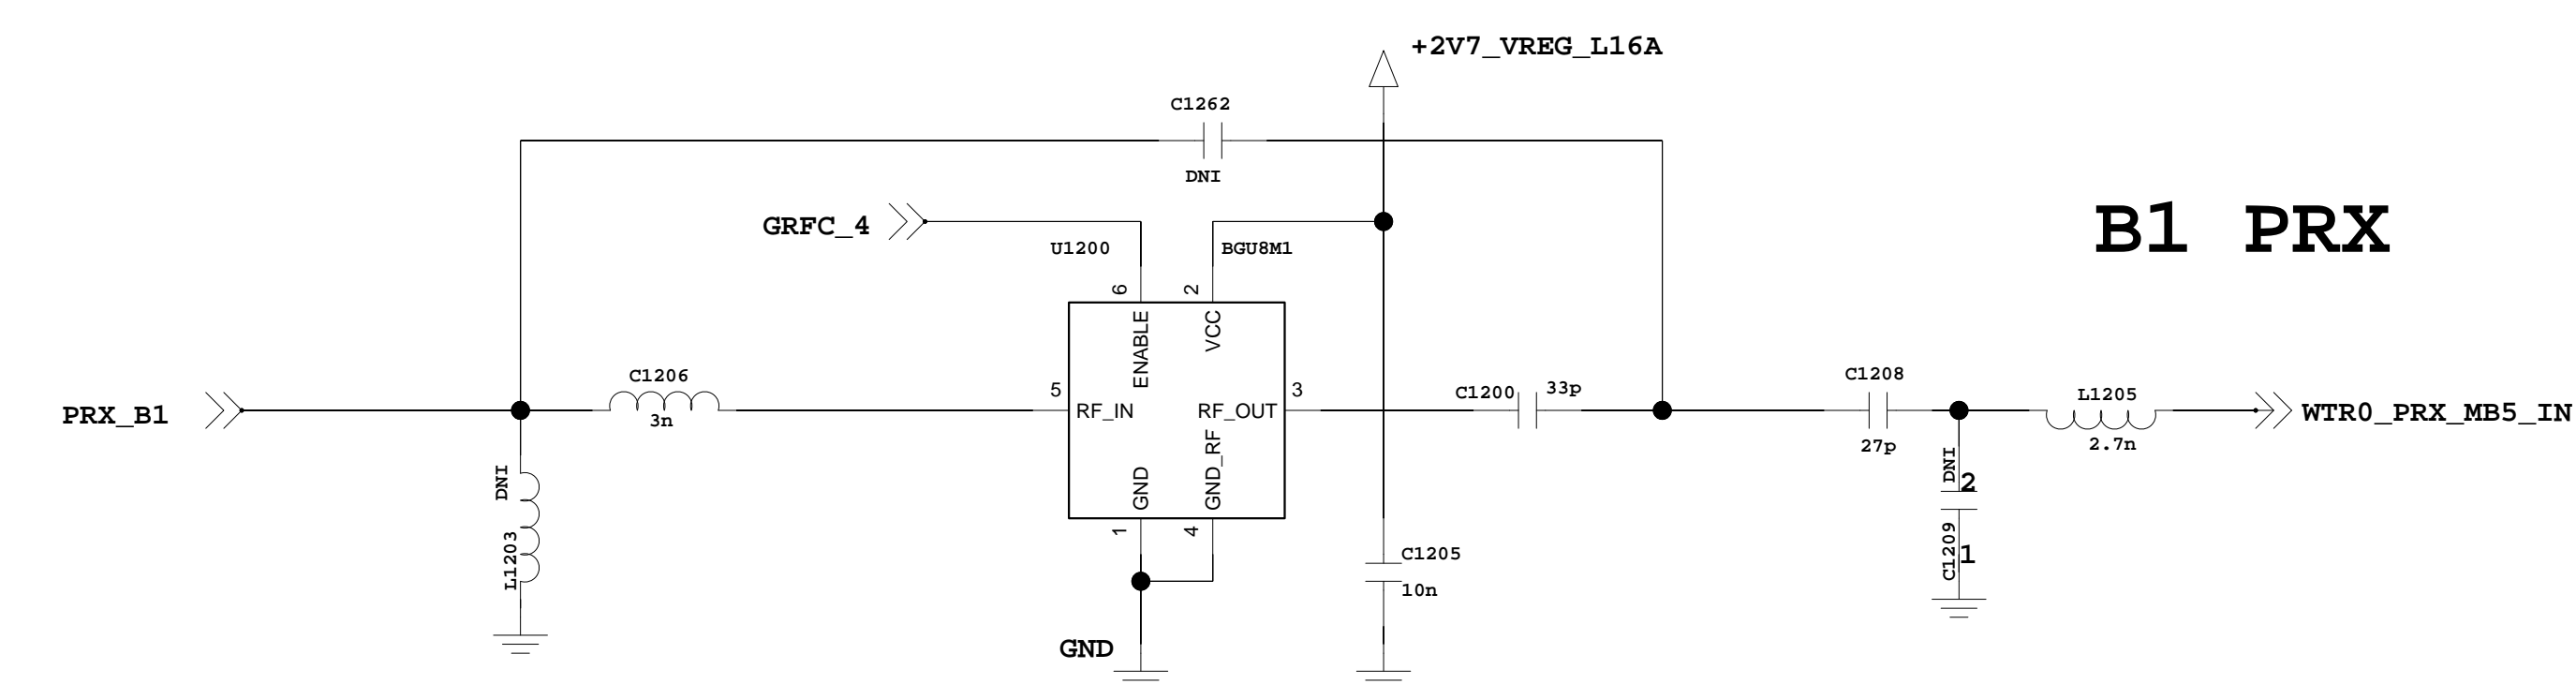 +2V7_VREG_L16A
C1262
DNI
GRFC_4
U1200
BGU8M1
B1 PRX
6
2
ENABLE
VCC
C1206
3n
5
RF_IN
RF_OUT
3
C1200
33p
C1208
27p
L1205
2.7n
PRX_B1
WTR0_PRX_MB5_IN
DNI
L1203
GND
GND_RF
1
4
DNI
2
C1209
1
C1205
10n
GND